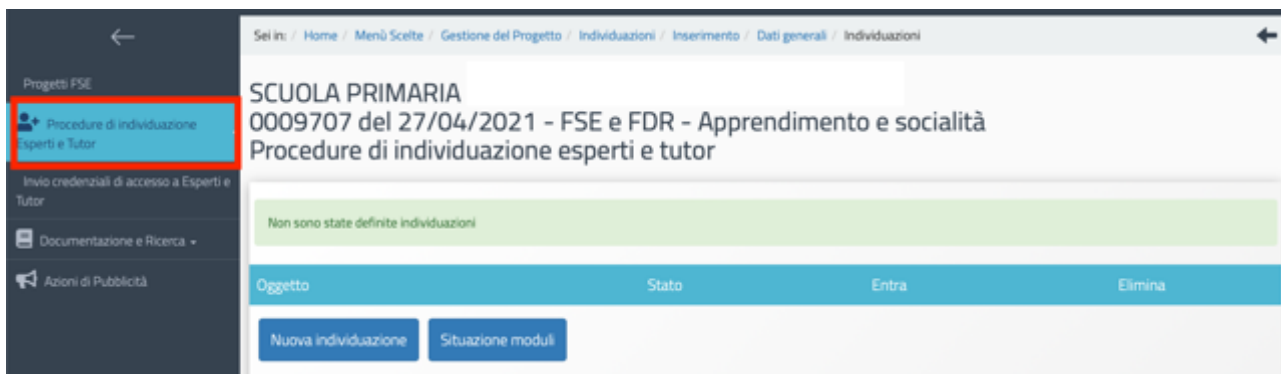 Sei in: / Home / Menù Scelte / Gestione del Progetto / Individuazioni / Inserimento / Dati generali / Individuazioni
Progetti FSE
Procedure di individuazione
Esperti e Tutor
Invio credenziali di accesso a Esperti e
Tutor
Documentazione e Ricerca
Azioni di Pubblicità
SCUOLA PRIMARIA
0009707 del 27/04/2021 - FSE e FDR - Apprendimento e socialità
Procedure di individuazione esperti e tutor
Non sono state definite individuazioni
Oggetto Stato Entra Elimina
Nuova individuazione Situazione moduli